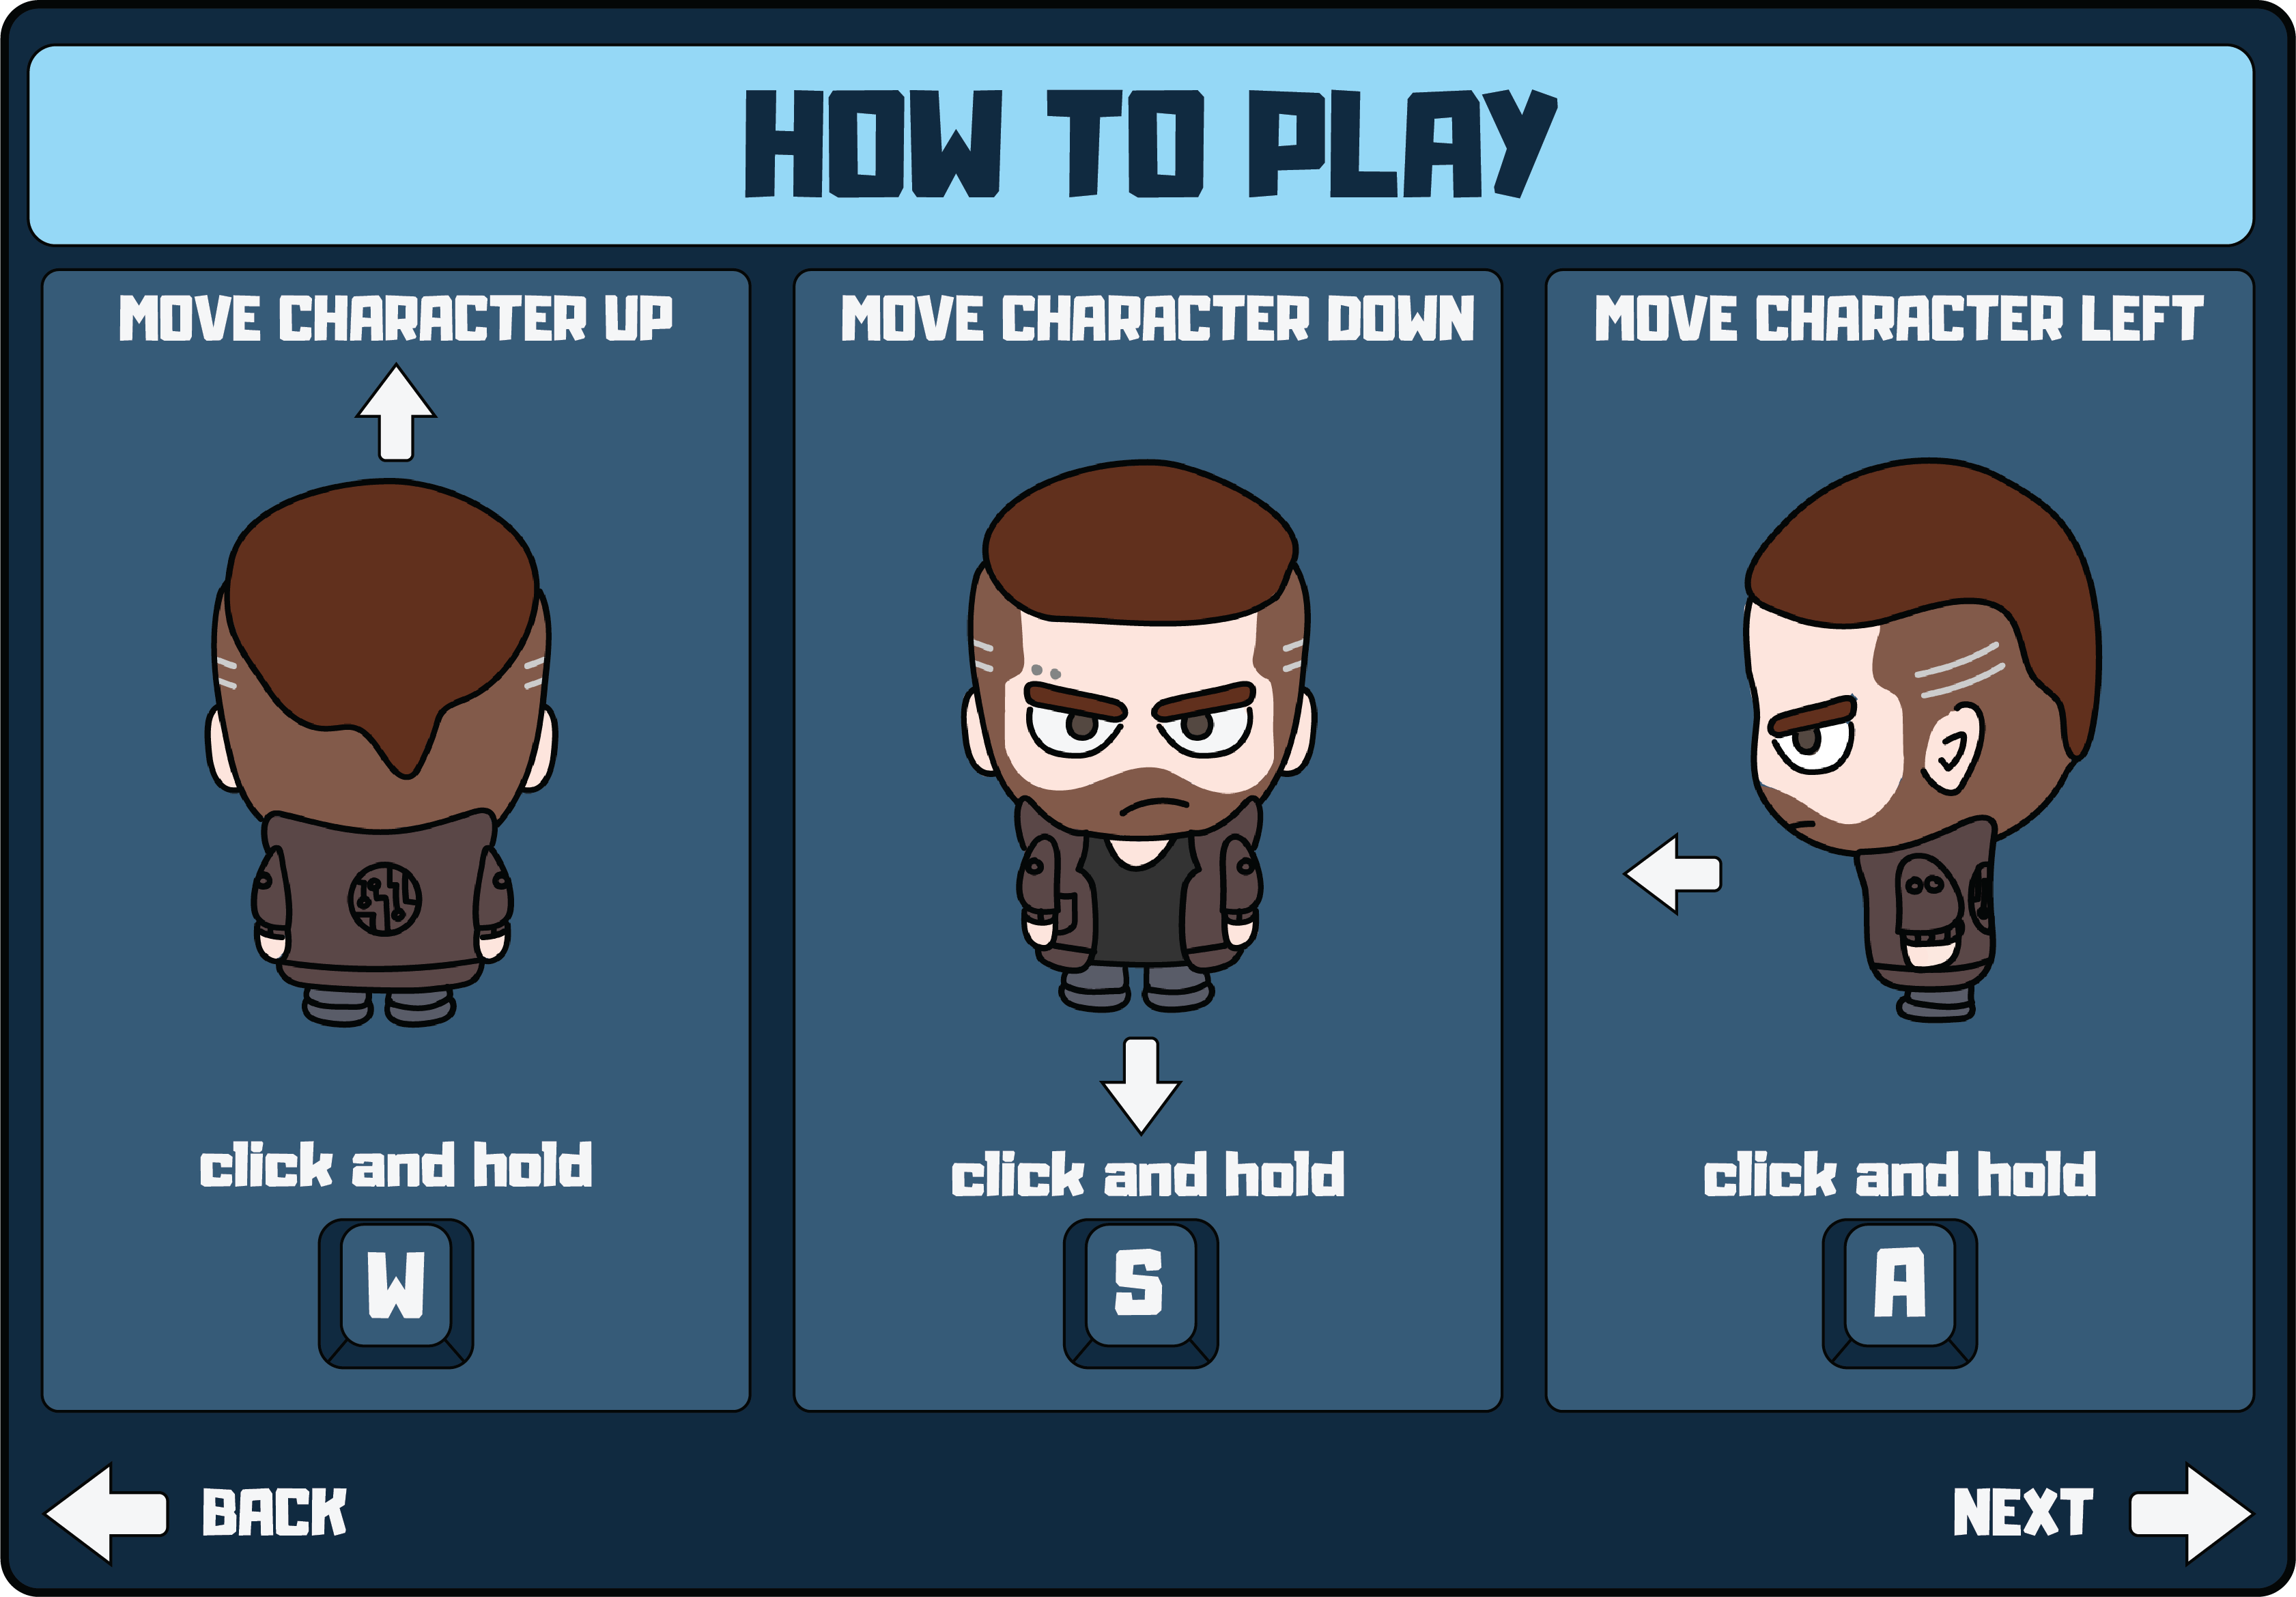 HOW TO PLAY
MOVE CHARACTER UP
click and hold
W
MOVE CHARACTER DOWN
click and hold
S
MOVE CHARACTER LEFT
click and hold
A
BACK
NEXT